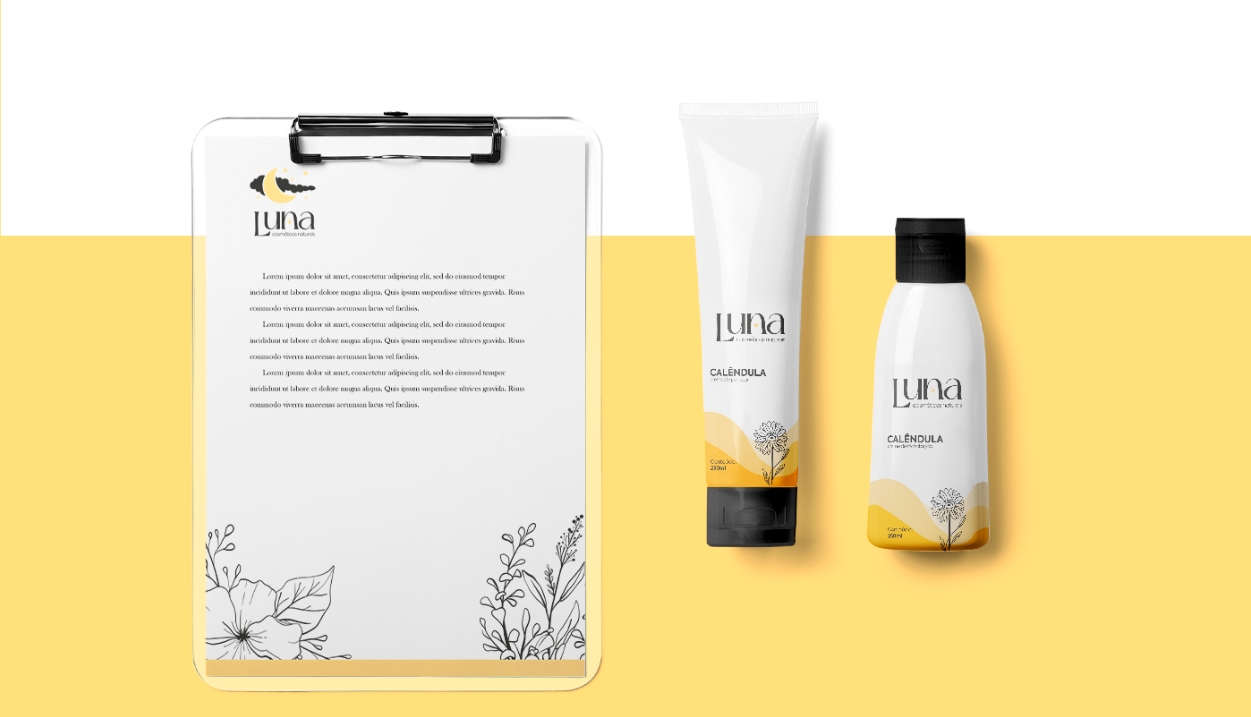 Luna
cosméticos naturais
Lorem ipsum dolor sit amet, consectetur adipiscing elit, sed do eiusmod tempor
incididunt ut labore et dolore magna aliqua. Quis ipsum suspendisse ultrices gravida. Risus
commodo viverra maecenas accumsan lacus vel facilisis.
Lorem ipsum dolor sit amet, consectetur adipiscing elit, sed do eiusmod tempor
incididunt ut labore et dolore magna aliqua. Quis ipsum suspendisse ultrices gravida. Risus
commodo viverra maecenas accumsan lacus vel facilisis.
Lorem ipsum dolor sit amet, consectetur adipiscing elit, sed do eiusmod tempor
incididunt ut labore et dolore magna aliqua. Quis ipsum suspendisse ultrices gravida. Risus
commodo viverra maecenas accumsan lacus vel facilisis.
Luna
cosméticos naturais
CALÊNDULA
Conteúdo:
250ml
Luna
cosméticos naturais
CALÊNDULA
Conteúdo:
250ml